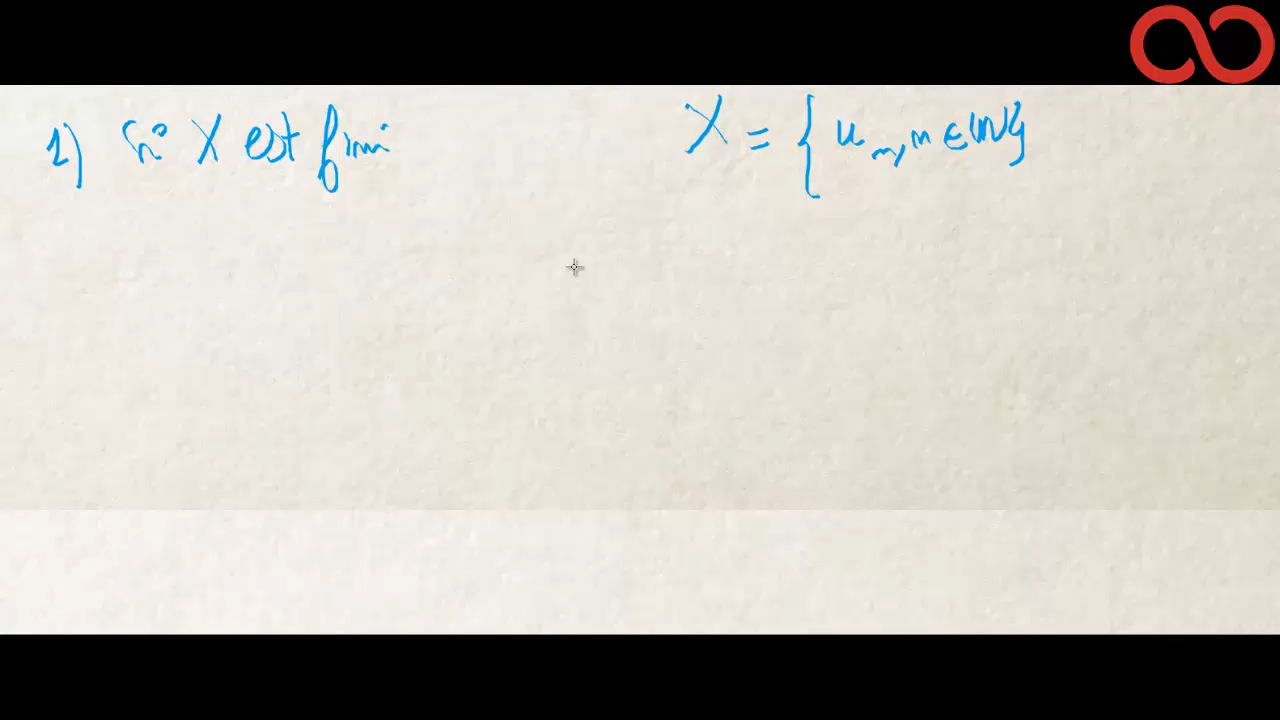 1) Si X est fini
X = { u_n, n ∈ ℕ }